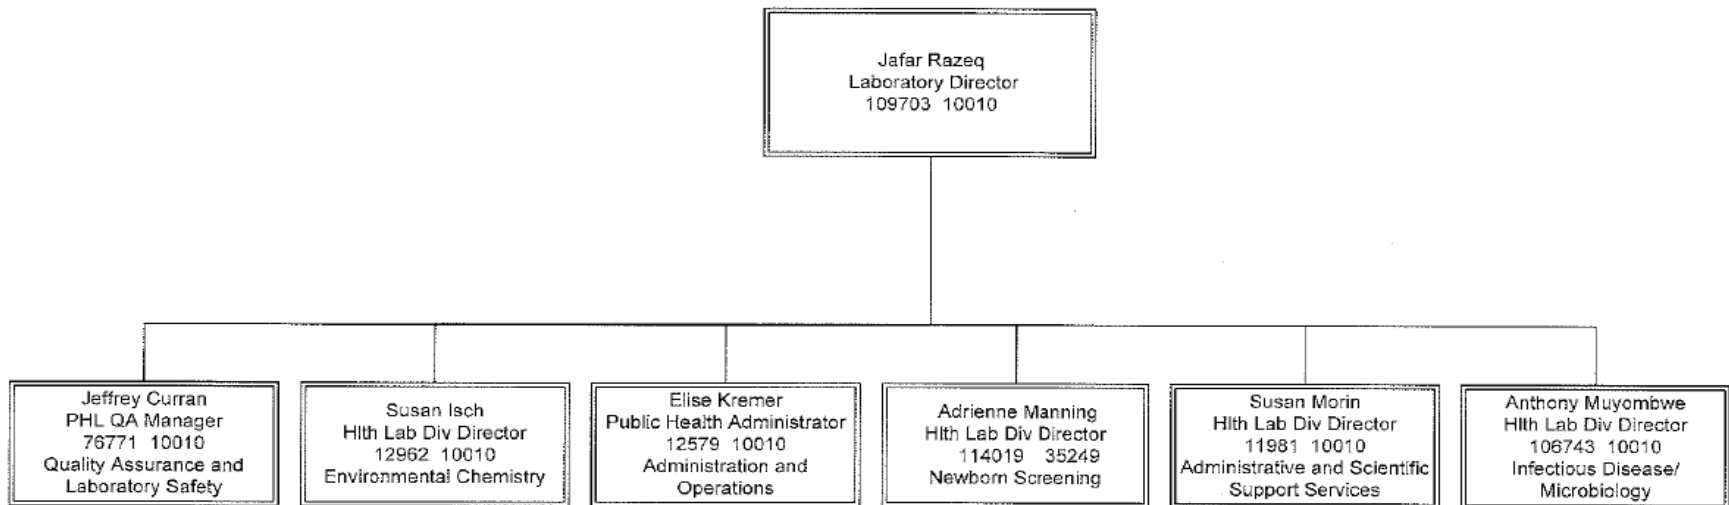 Jafar Razeq
Laboratory Director
109703 10010
Jeffrey Curran
PHL QA Manager
76771 10010
Quality Assurance and
Laboratory Safety
Susan Isch
Hlth Lab Div Director
12962 10010
Environmental Chemistry
Elise Kremer
Public Health Administrator
12579 10010
Administration and
Operations
Adrienne Manning
Hlth Lab Div Director
114019 35249
Newborn Screening
Susan Morin
Hlth Lab Div Director
11981 10010
Administrative and Scientific
Support Services
Anthony Muyombwe
Hlth Lab Div Director
106743 10010
Infectious Disease/
Microbiology